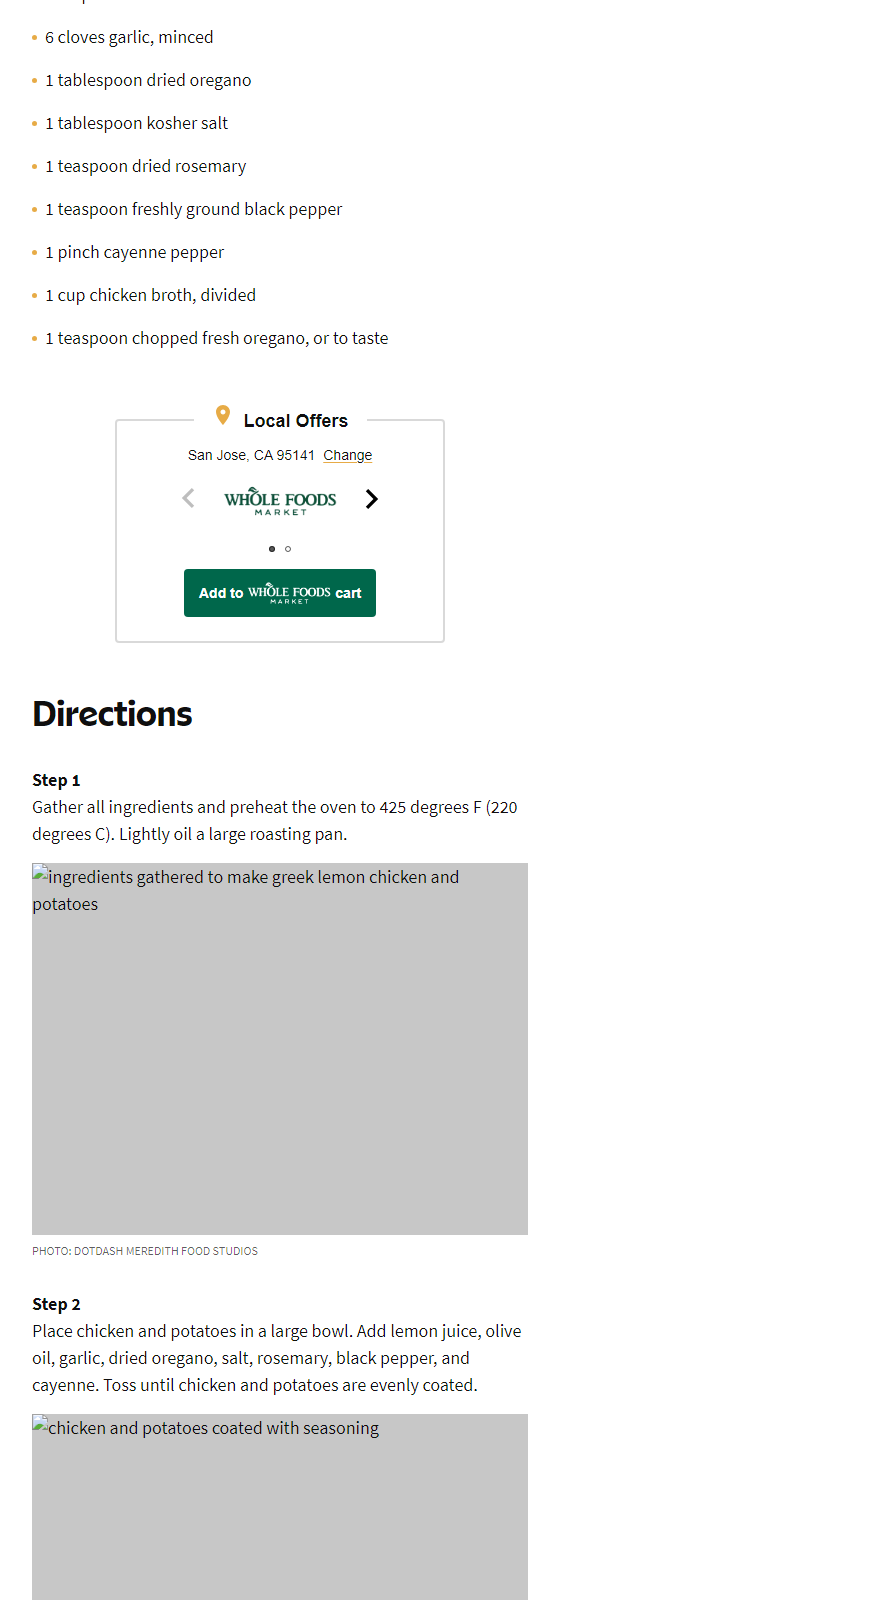 6 cloves garlic, minced
1 tablespoon dried oregano
1 tablespoon kosher salt
1 teaspoon dried rosemary
1 teaspoon freshly ground black pepper
1 pinch cayenne pepper
1 cup chicken broth, divided
1 teaspoon chopped fresh oregano, or to taste
Local Offers
San Jose, CA 95141 Change
WHOLE FOODS
MARKET
Add to WHOLE FOODS MARKET cart
Directions
Step 1
Gather all ingredients and preheat the oven to 425 degrees F (220
degrees C). Lightly oil a large roasting pan.
ingredients gathered to make greek lemon chicken and
potatoes
PHOTO: DOTDASH MEREDITH FOOD STUDIOS
Step 2
Place chicken and potatoes in a large bowl. Add lemon juice, olive
oil, garlic, dried oregano, salt, rosemary, black pepper, and
cayenne. Toss until chicken and potatoes are evenly coated.
chicken and potatoes coated with seasoning